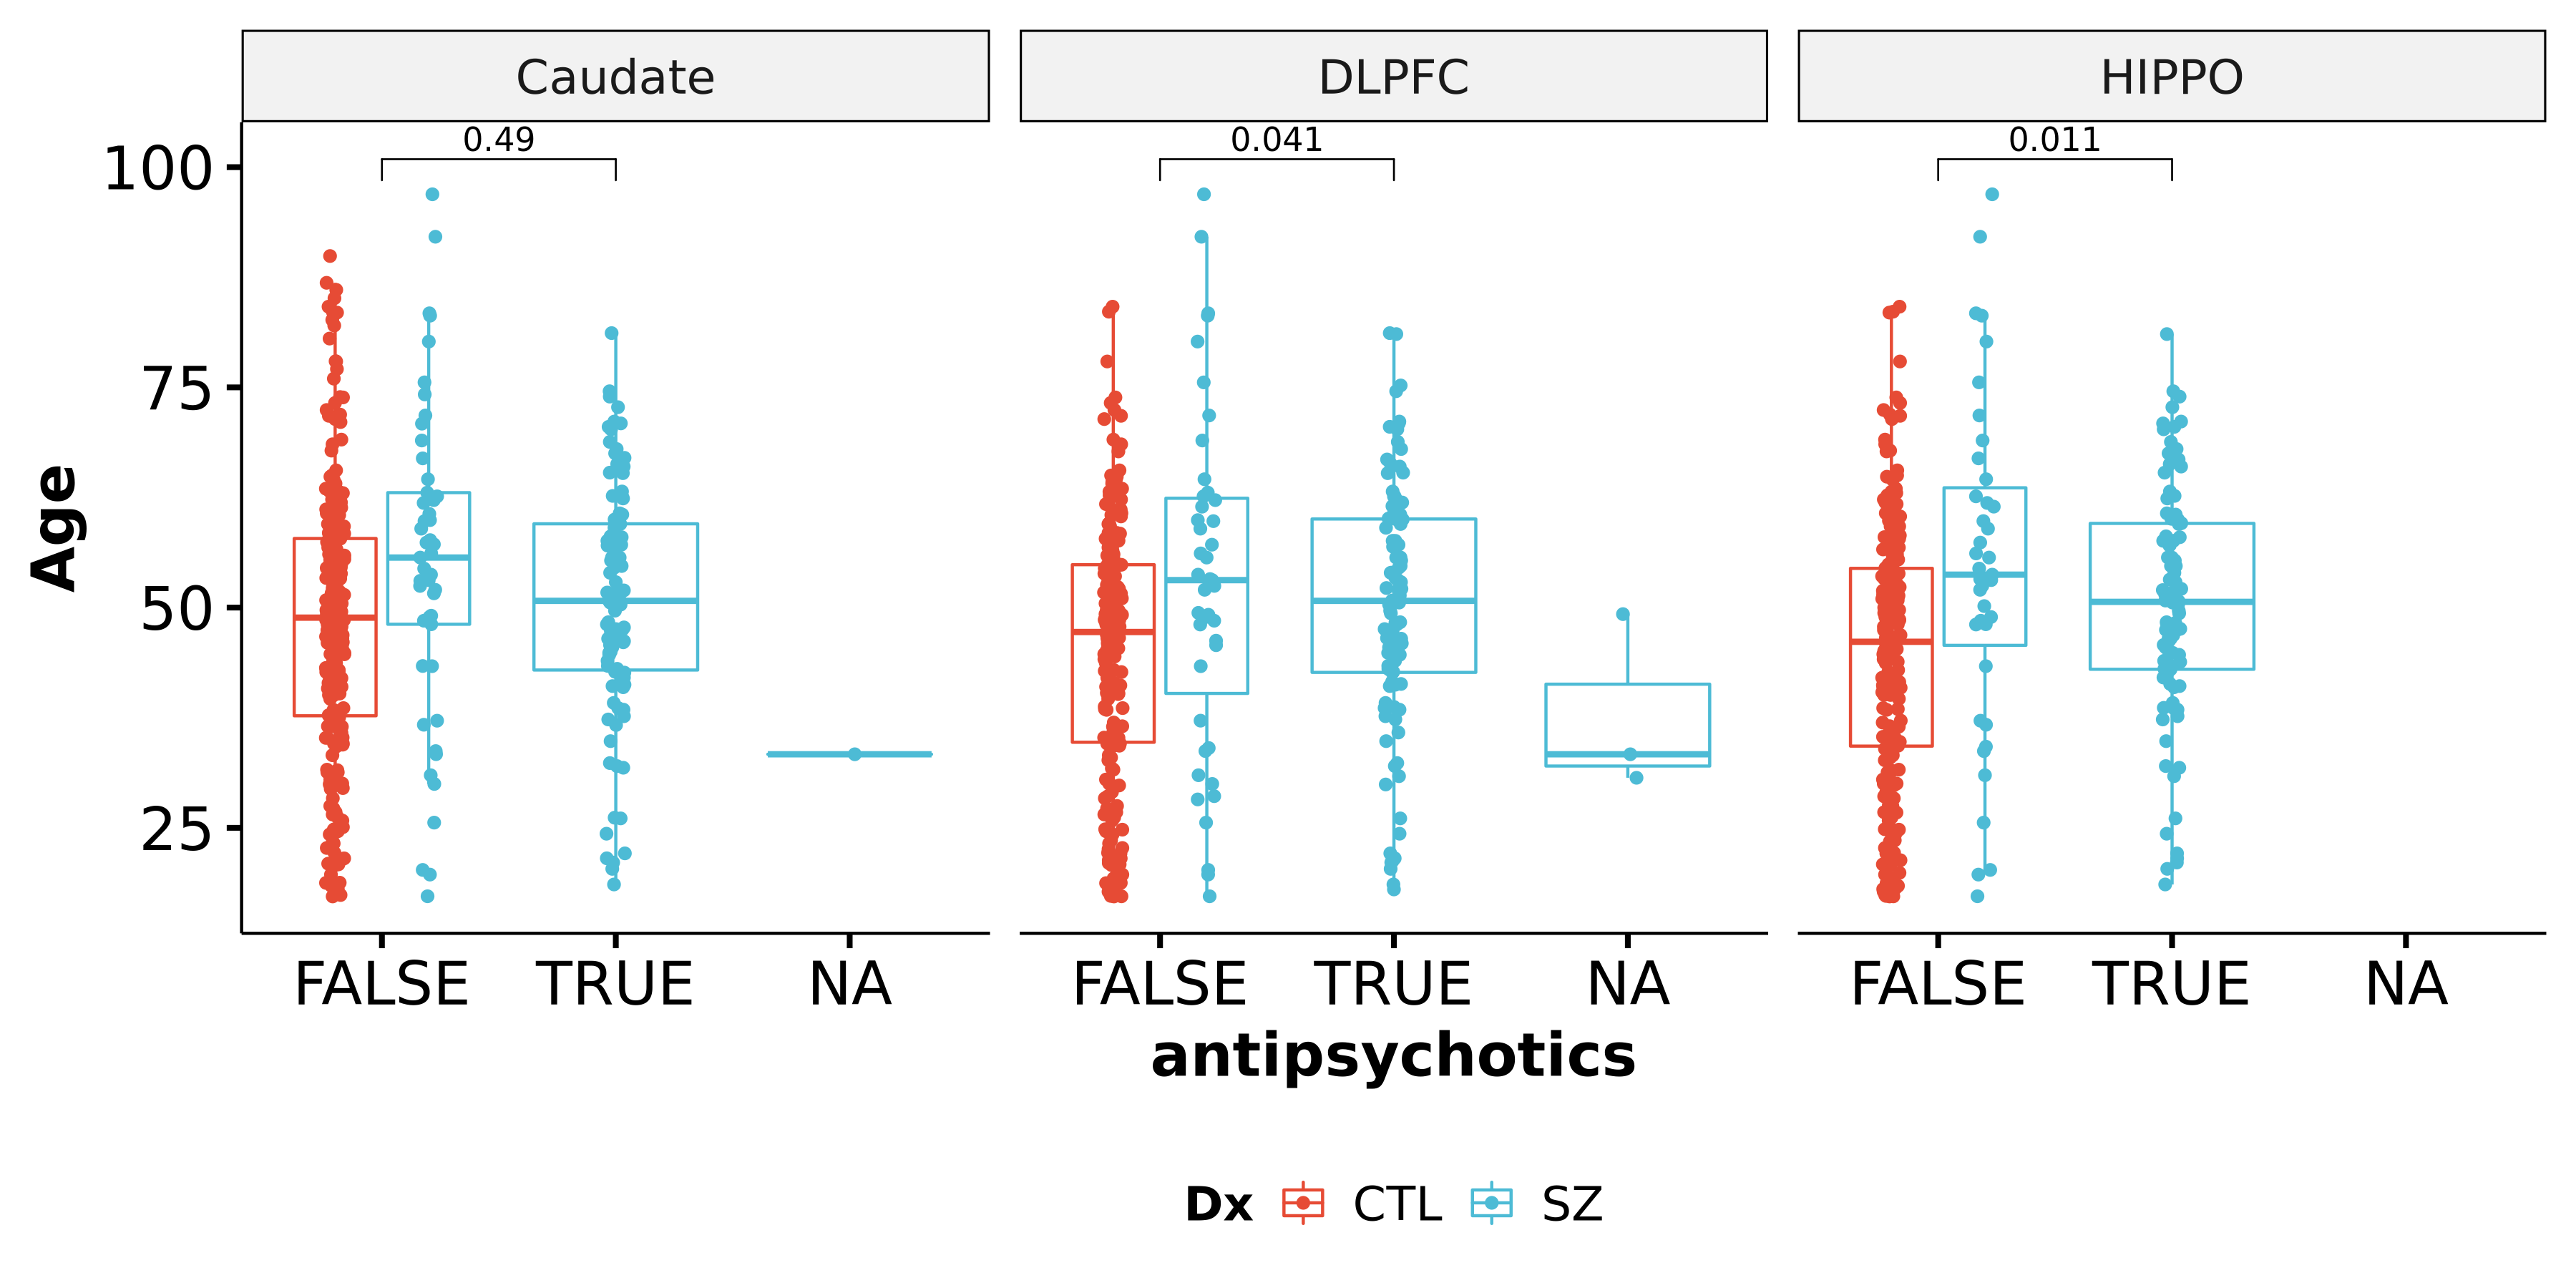 Caudate DLPFC HIPPO
0.49 0.041 0.011
100
75
50
25
Age
FALSE TRUE NA FALSE TRUE NA FALSE TRUE NA
antipsychotics
Dx CTL SZ